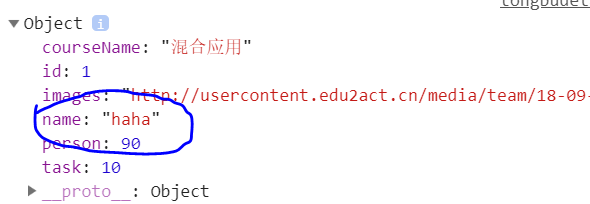 longbudet
Object i
courseName: "混合应用"
id: 1
images: "http://usercontent.edu2act.cn/media/team/18-09-
name: "haha"
person: 90
task: 10
__proto__: Object